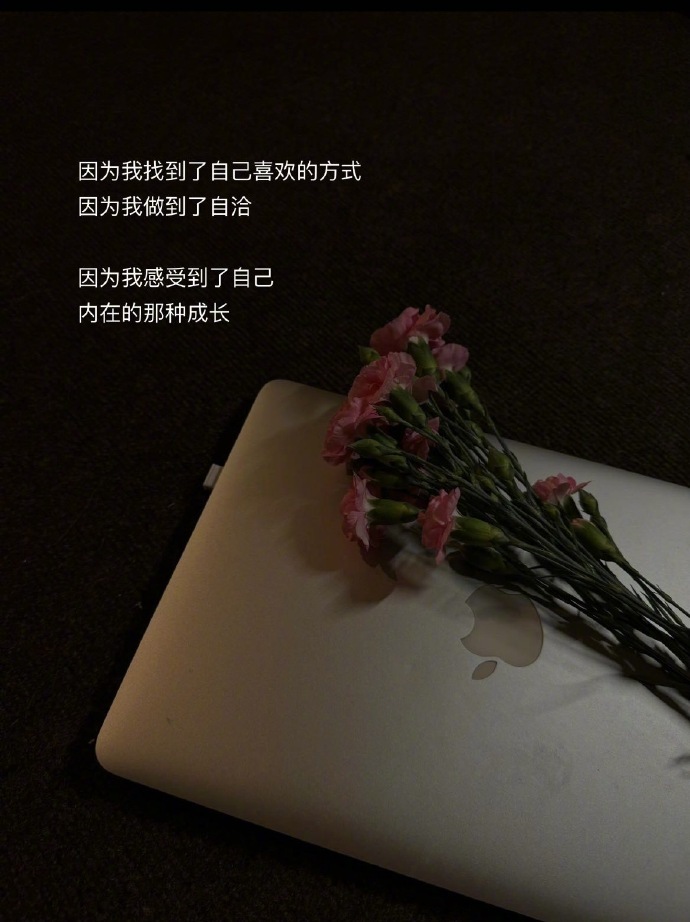 因为我找到了自己喜欢的方式
因为我做到了自洽
因为我感受到了自己
内在的那种成长